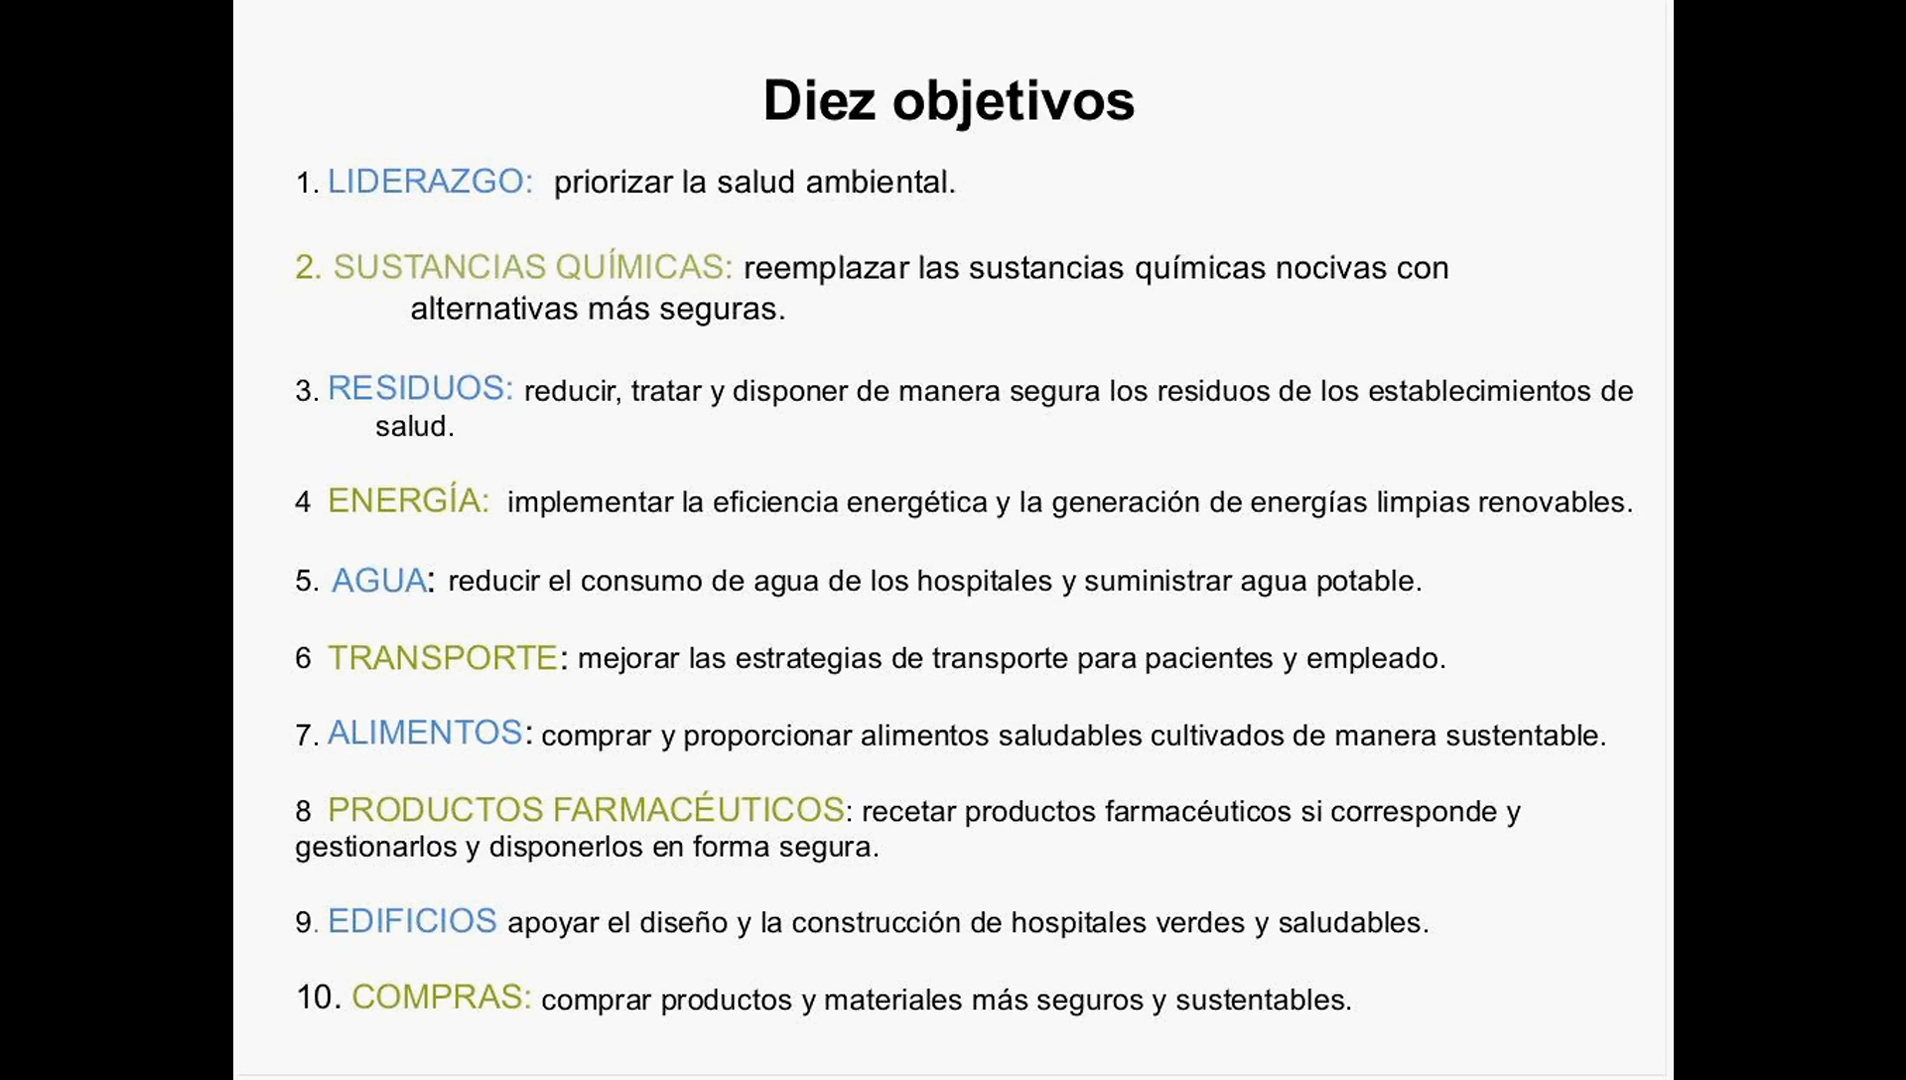 Diez objetivos
1. LIDERAZGO: priorizar la salud ambiental.
2. SUSTANCIAS QUÍMICAS: reemplazar las sustancias químicas nocivas con
alternativas más seguras.
3. RESIDUOS: reducir, tratar y disponer de manera segura los residuos de los establecimientos de
salud.
4 ENERGÍA: implementar la eficiencia energética y la generación de energías limpias renovables.
5. AGUA: reducir el consumo de agua de los hospitales y suministrar agua potable.
6 TRANSPORTE: mejorar las estrategias de transporte para pacientes y empleado.
7. ALIMENTOS: comprar y proporcionar alimentos saludables cultivados de manera sustentable.
8 PRODUCTOS FARMACÉUTICOS: recetar productos farmacéuticos si corresponde y
gestionarlos y disponerlos en forma segura.
9. EDIFICIOS apoyar el diseño y la construcción de hospitales verdes y saludables.
10. COMPRAS: comprar productos y materiales más seguros y sustentables.